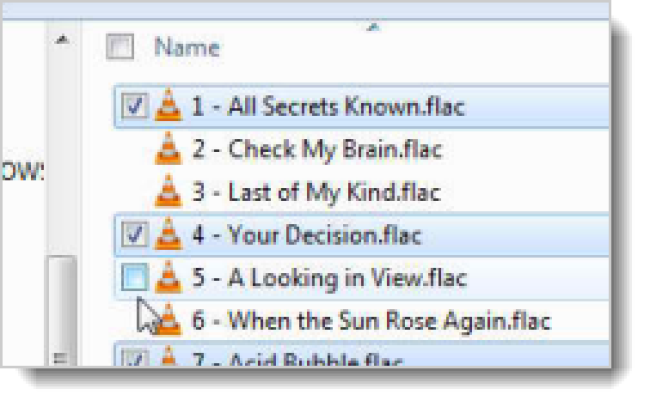 Name
1 - All Secrets Known.flac
2 - Check My Brain.flac
3 - Last of My Kind.flac
4 - Your Decision.flac
5 - A Looking in View.flac
6 - When the Sun Rose Again.flac
7 - Acid Bubble.flac